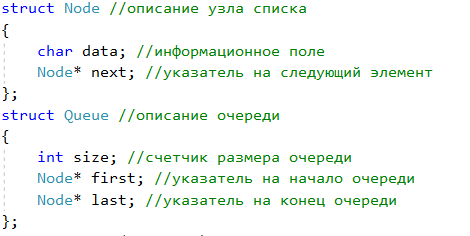 struct Node //описание узла списка
{
char data; //информационное поле
Node* next; //указатель на следующий элемент
};
struct Queue //описание очереди
{
int size; //счетчик размера очереди
Node* first; //указатель на начало очереди
Node* last; //указатель на конец очереди
};